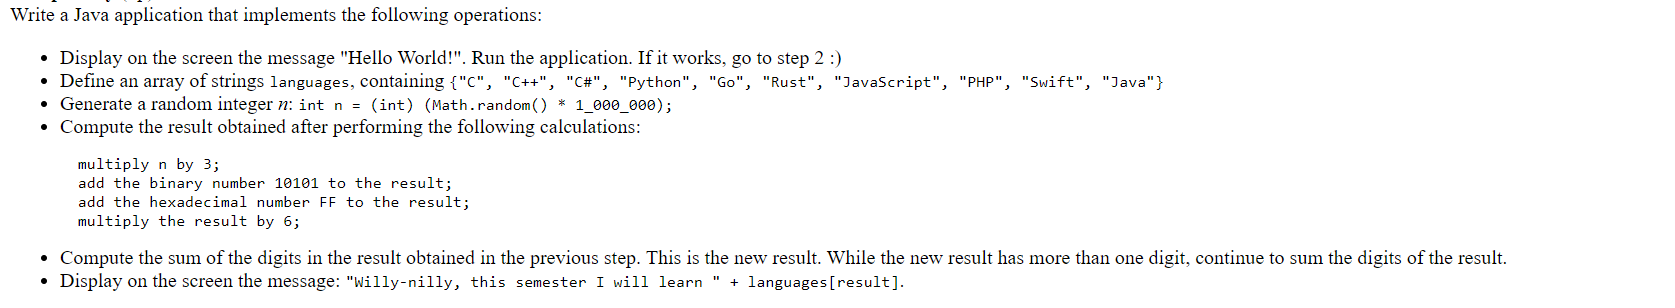 Write a Java application that implements the following operations:
• Display on the screen the message "Hello World!". Run the application. If it works, go to step 2 :)
• Define an array of strings languages, containing {"C", "C++", "C#", "Python", "Go", "Rust", "JavaScript", "PHP", "Swift", "Java"}
• Generate a random integer n: int n = (int) (Math.random() * 1_000_000);
• Compute the result obtained after performing the following calculations:
multiply n by 3;
add the binary number 10101 to the result;
add the hexadecimal number FF to the result;
multiply the result by 6;
• Compute the sum of the digits in the result obtained in the previous step. This is the new result. While the new result has more than one digit, continue to sum the digits of the result.
• Display on the screen the message: "Willy-nilly, this semester I will learn " + languages[result].